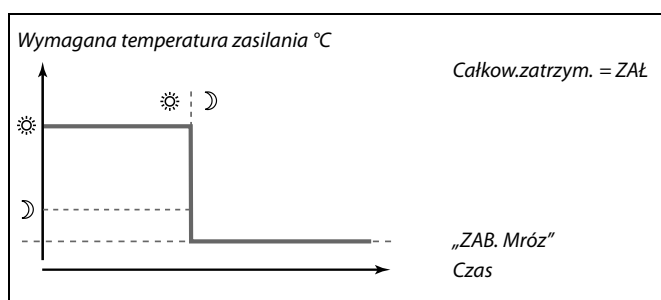 Wymagana temperatura zasilania °C
Całkow.zatrzym. = ZAŁ
„ZAB. Mróz”
Czas